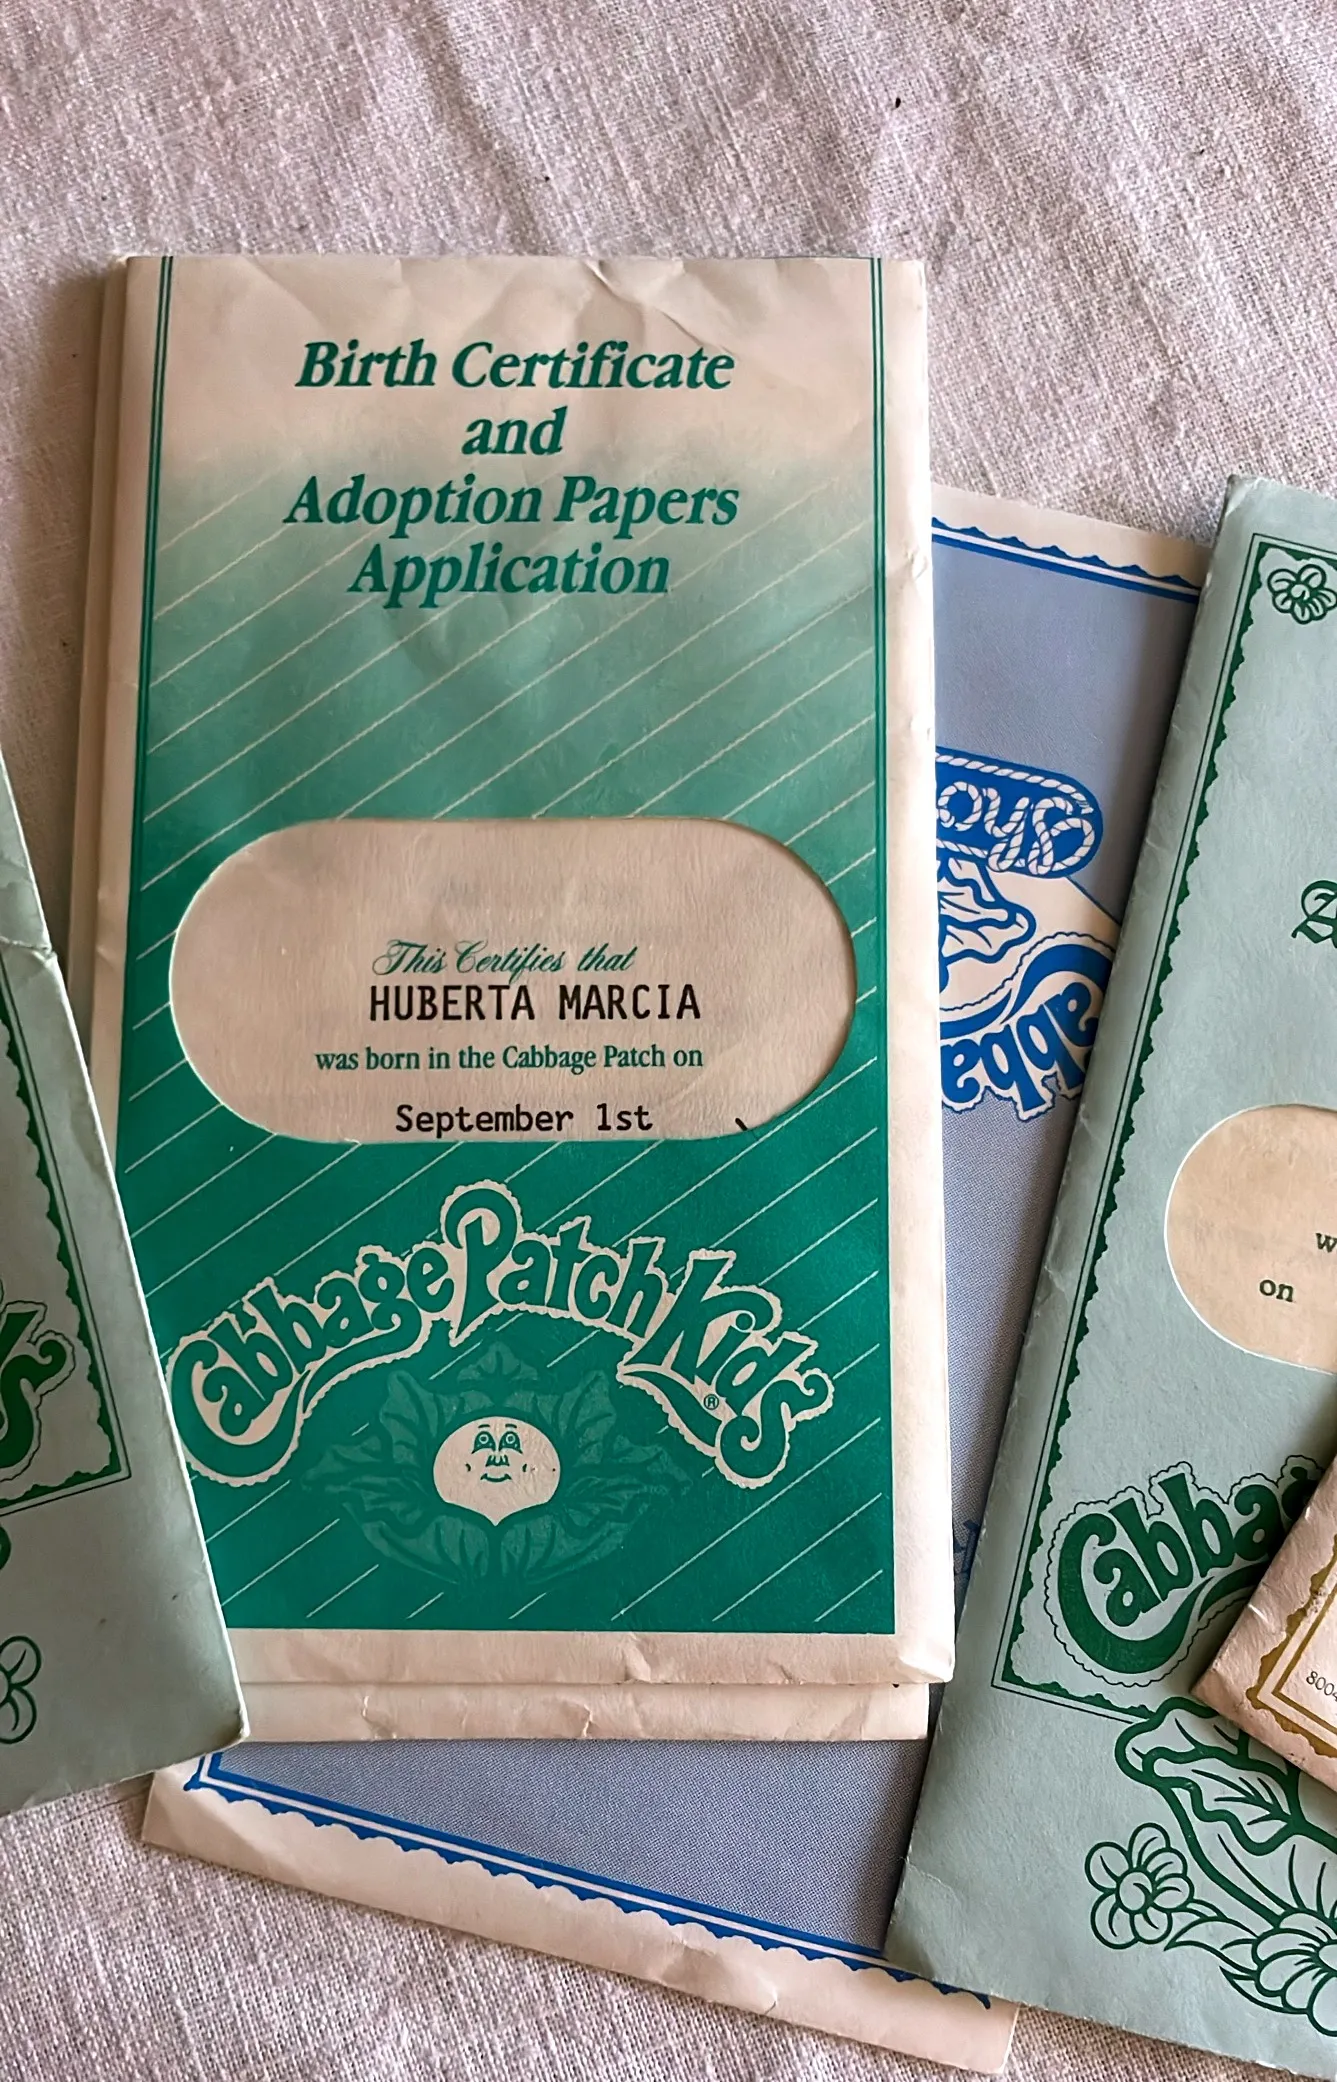 Birth Certificate
and
Adoption Papers
Application
This Certifies that
HUBERTA MARCIA
was born in the Cabbage Patch on
September 1st
Cabbage Patch Kids®
on